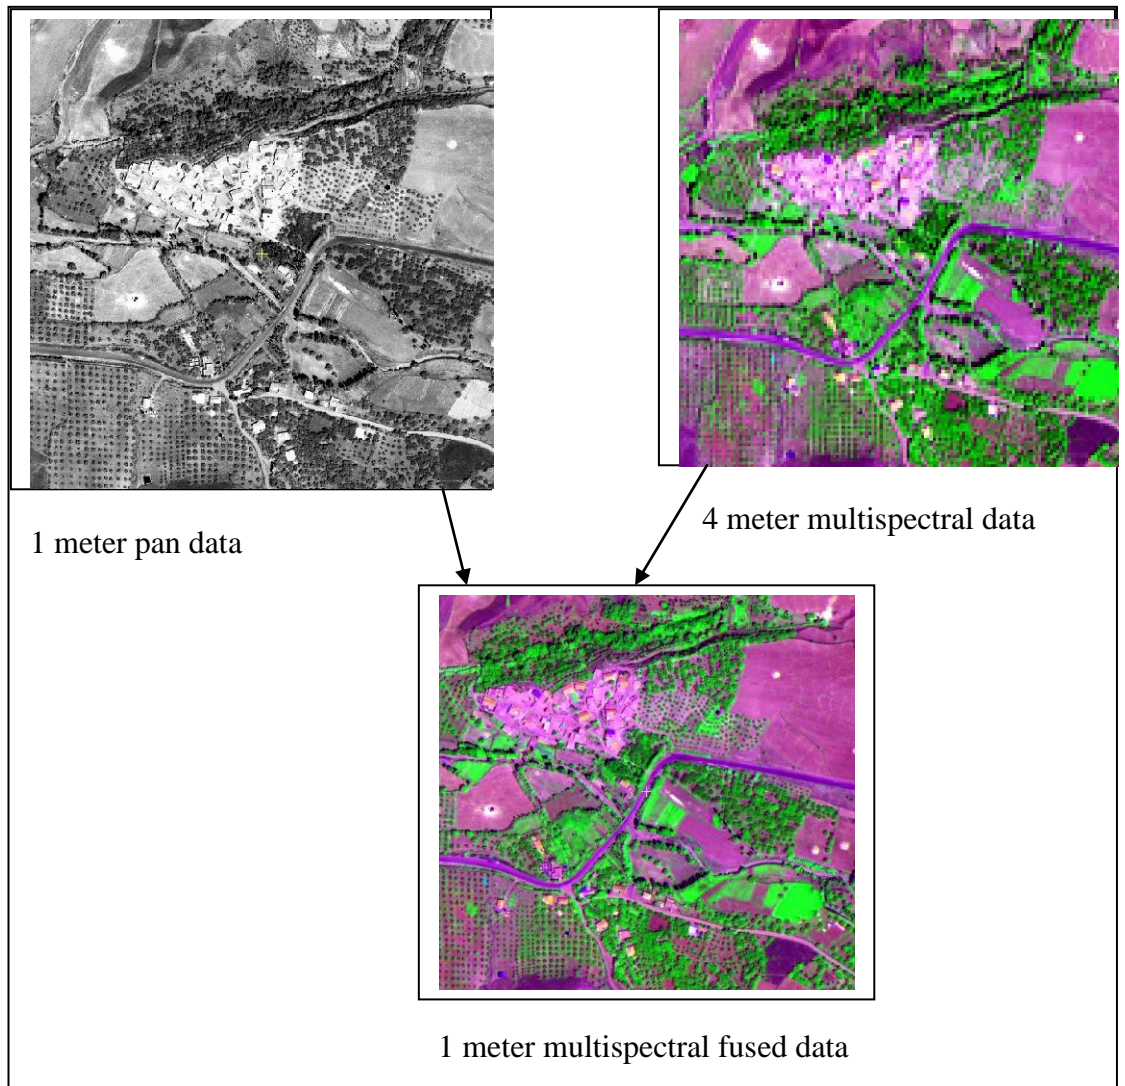 1 meter pan data
4 meter multispectral data
1 meter multispectral fused data